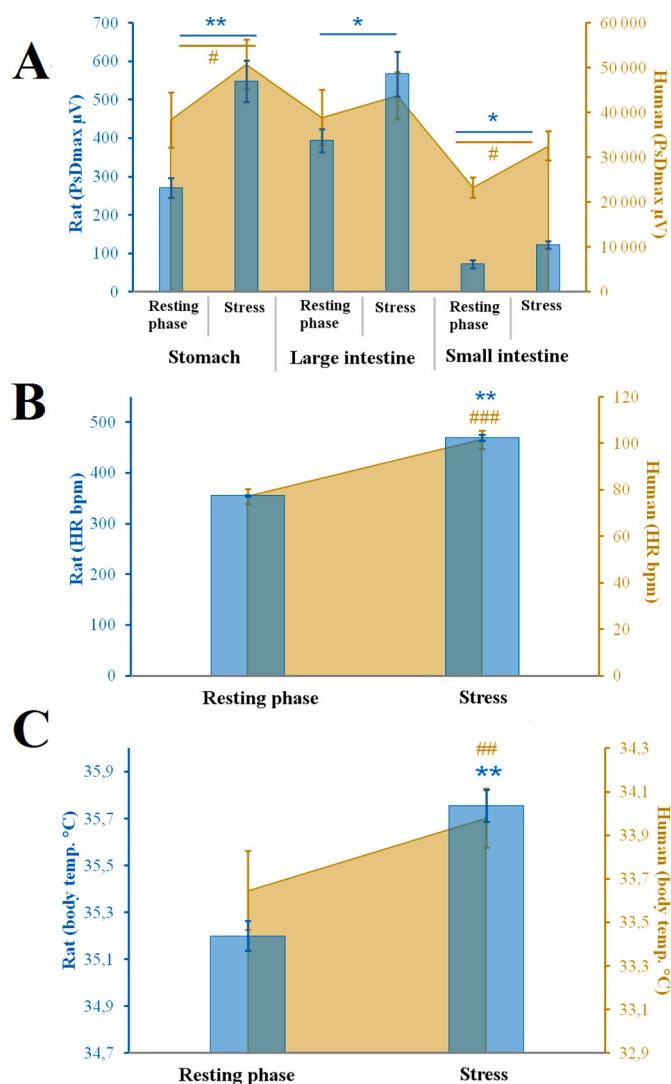 A
Rat (PsDmax µV)
700
600
500
400
300
200
100
0
** 
#
*
*
#
60 000
50 000
40 000
30 000
20 000
10 000
0
Human (PsDmax µV)
Resting phase
Stress
Resting phase
Stress
Resting phase
Stress
Stomach
Large intestine
Small intestine
B
Rat (HR bpm)
500
400
300
400
300
200
100
0
**
###
120
100
80
60
40
20
0
Human (HR bpm)
Resting phase
Stress
C
Rat (body temp. °C)
35,9
35,7
35,5
35,3
35,1
34,9
34,7
##
**
34,3
34,1
33,9
33,7
33,5
33,3
33,1
32,9
Human (body temp. °C)
Resting phase
Stress